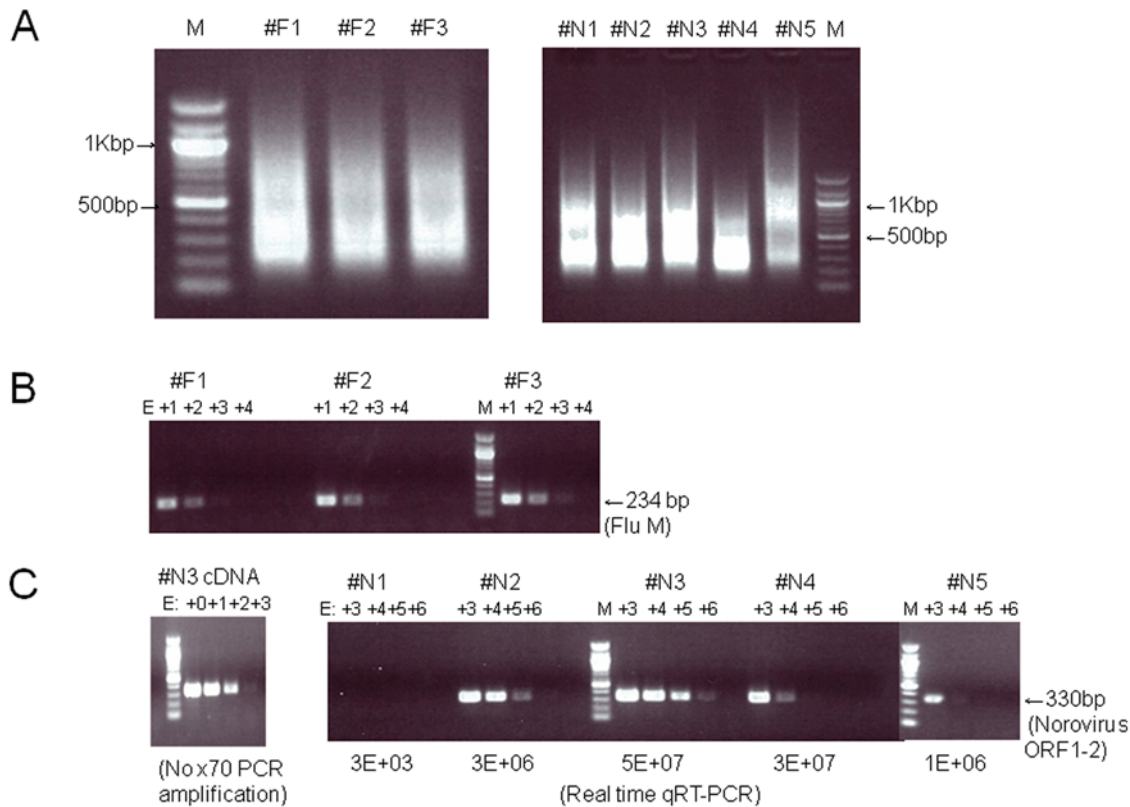 A
M #F1 #F2 #F3
#N1 #N2 #N3 #N4 #N5 M
1Kbp→
500bp→
←1Kbp
←500bp
B
#F1 #F2 #F3
E +1 +2 +3 +4 +1 +2 +3 +4 M +1 +2 +3 +4
←234 bp
(Flu M)
C
#N3 cDNA
E: +0+1+2+3
(No x70 PCR
amplification)
#N1 #N2 #N3 #N4 #N5
E: +3 +4+5+6 +3 +4+5+6 M +3 +4 +5 +6 +3 +4 +5 +6 M +3 +4 +5 +6
←330bp
(Norovirus
ORF1-2)
3E+03 3E+06 5E+07 3E+07 1E+06
(Real time qRT-PCR)